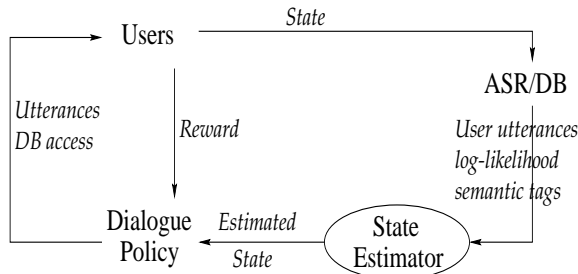 State
Users
ASR/DB
Utterances
DB access
Reward
User utterances
log-likelihood
semantic tags
Dialogue
Policy
Estimated
State
State
Estimator